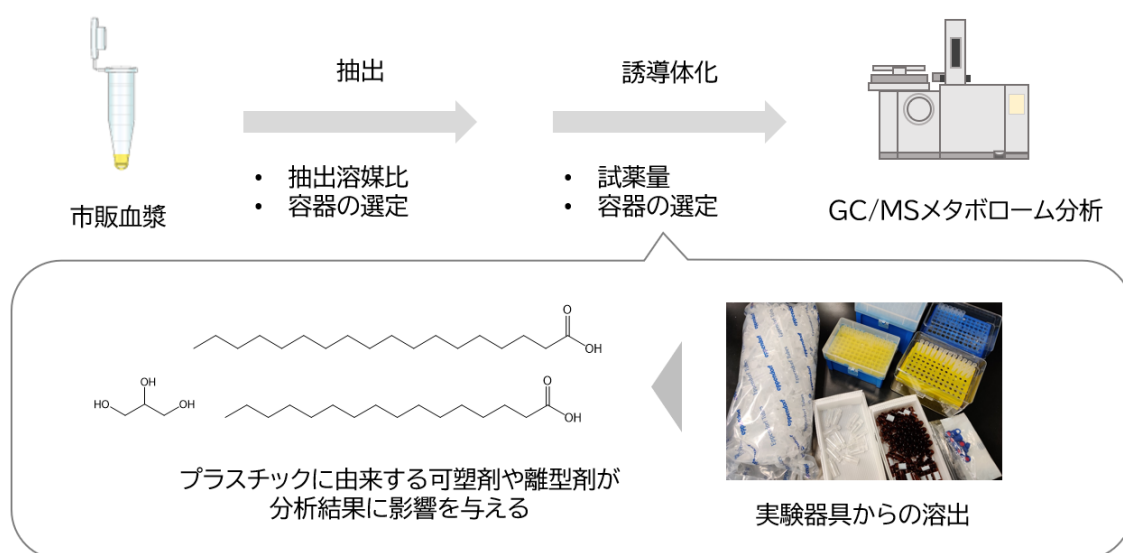 抽出
誘導体化
• 抽出溶媒比
• 容器の選定
• 試薬量
• 容器の選定
市販血漿
GC/MSメタボローム分析
O
OH
OH
HO
OH
O
OH
プラスチックに由来する可塑剤や離型剤が
分析結果に影響を与える
eppendorf
実験器具からの溶出